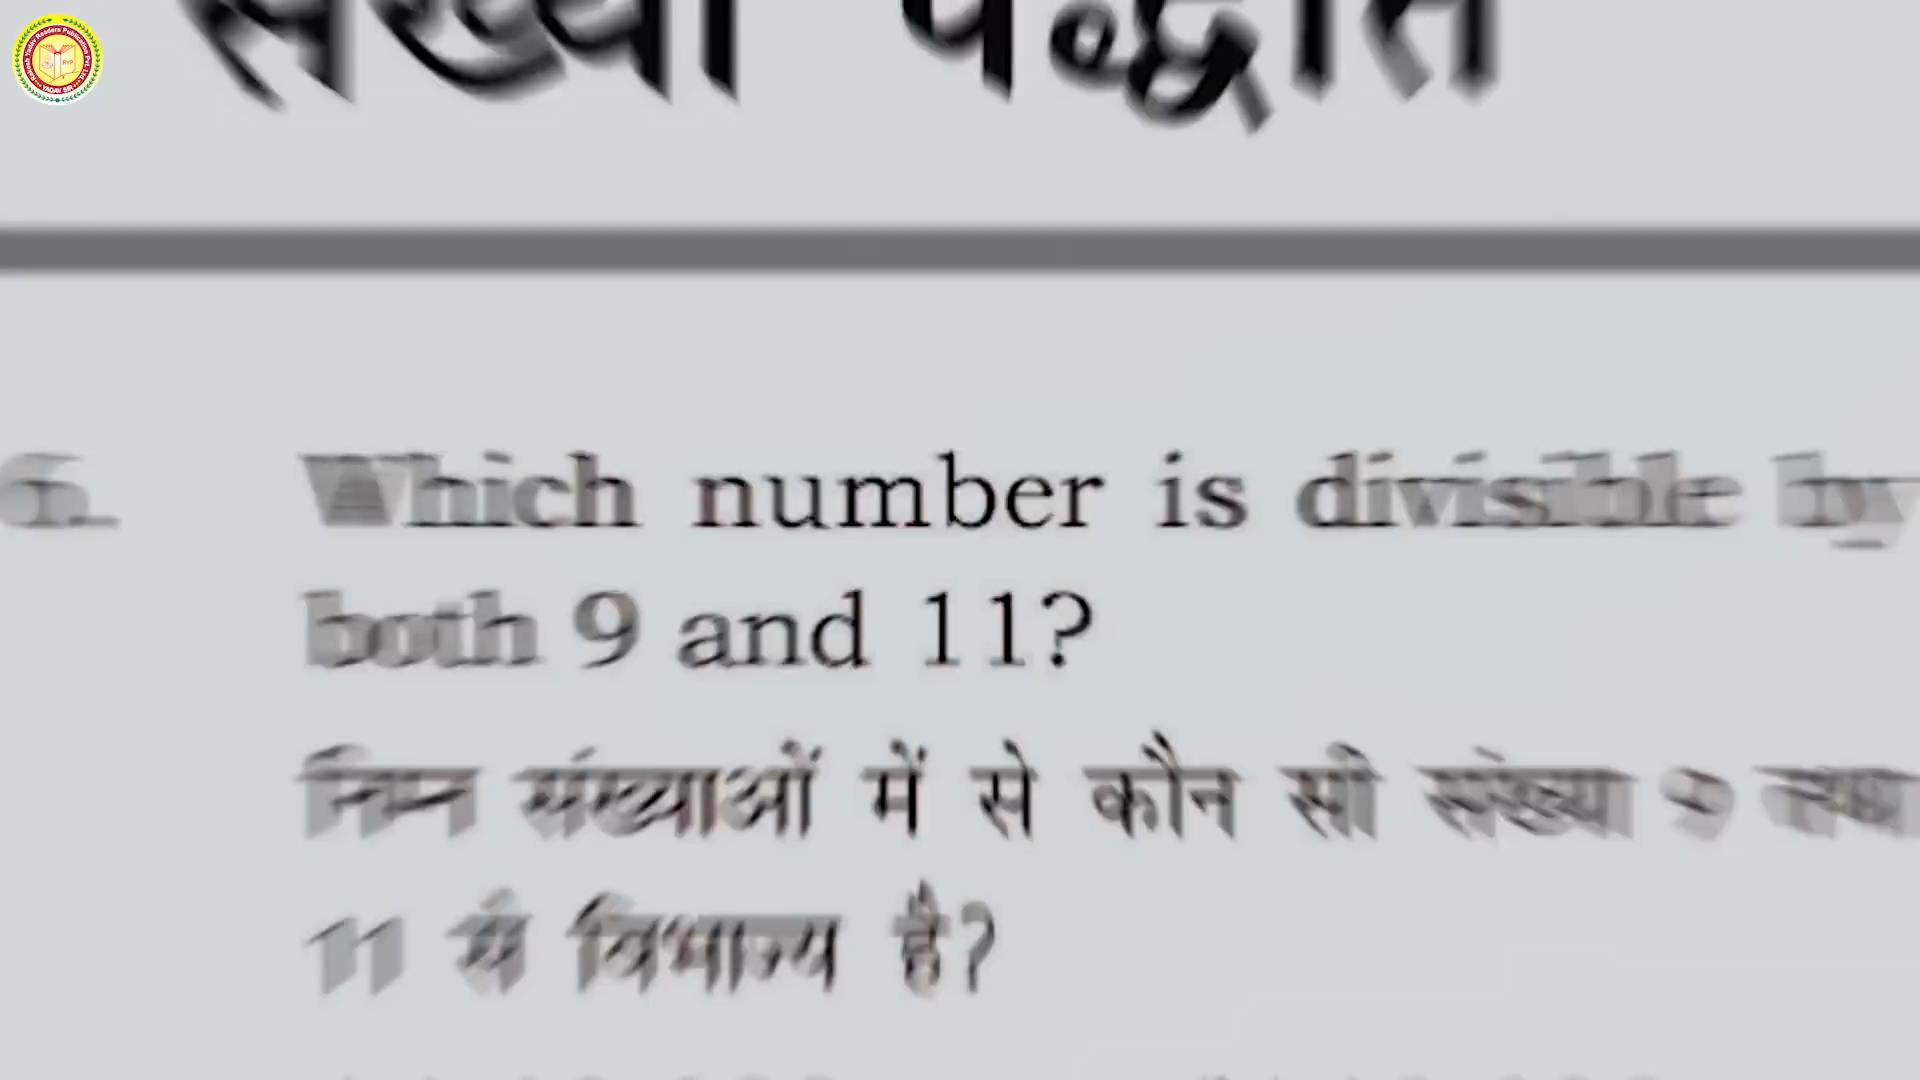 संख्या पद्धति
6. Which number is divisible by
both 9 and 11?
निम्न संख्याओं में से कौन सी संख्या 9 तथा
11 से विभाज्य है?